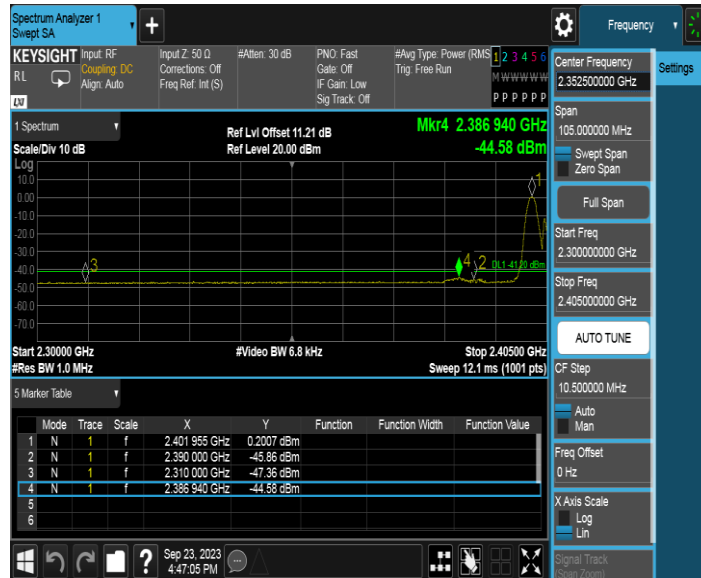 Spectrum Analyzer 1
Swept SA
+
Frequency
KEYSIGHT
RL
LXI
Input: RF
Coupling: DC
Align: Auto
Input Z: 50 Ω
Corrections: Off
Freq Ref: Int (S)
#Atten: 30 dB
PNO: Fast
Gate: Off
IF Gain: Low
Sig Track: Off
#Avg Type: Power (RMS
Trig: Free Run
1 2 3 4 5 6
M W W W W W
P P P P P P
1 Spectrum
Scale/Div 10 dB
Ref Lvl Offset 11.21 dB
Ref Level 20.00 dBm
Mkr4 2.386 940 GHz
-44.58 dBm
Log
10.0
0.00
-10.0
-20.0
-30.0
-40.0
-50.0
-60.0
-70.0
1
3
4
2
DL1 -41.20 dBm
Start 2.30000 GHz
#Res BW 1.0 MHz
#Video BW 6.8 kHz
Stop 2.40500 GHz
Sweep 12.1 ms (1001 pts)
5 Marker Table
Mode Trace Scale X Y Function Function Width Function Value
1 N 1 f 2.401 955 GHz 0.2007 dBm
2 N 1 f 2.390 000 GHz -45.86 dBm
3 N 1 f 2.310 000 GHz -47.36 dBm
4 N 1 f 2.386 940 GHz -44.58 dBm
5
6
?
Sep 23, 2023
4:47:05 PM
Center Frequency
2.352500000 GHz
Settings
Span
105.000000 MHz
Swept Span
Zero Span
Full Span
Start Freq
2.300000000 GHz
Stop Freq
2.405000000 GHz
AUTO TUNE
CF Step
10.500000 MHz
Auto
Man
Freq Offset
0 Hz
X Axis Scale
Log
Lin
Signal Track
(Span Zoom)